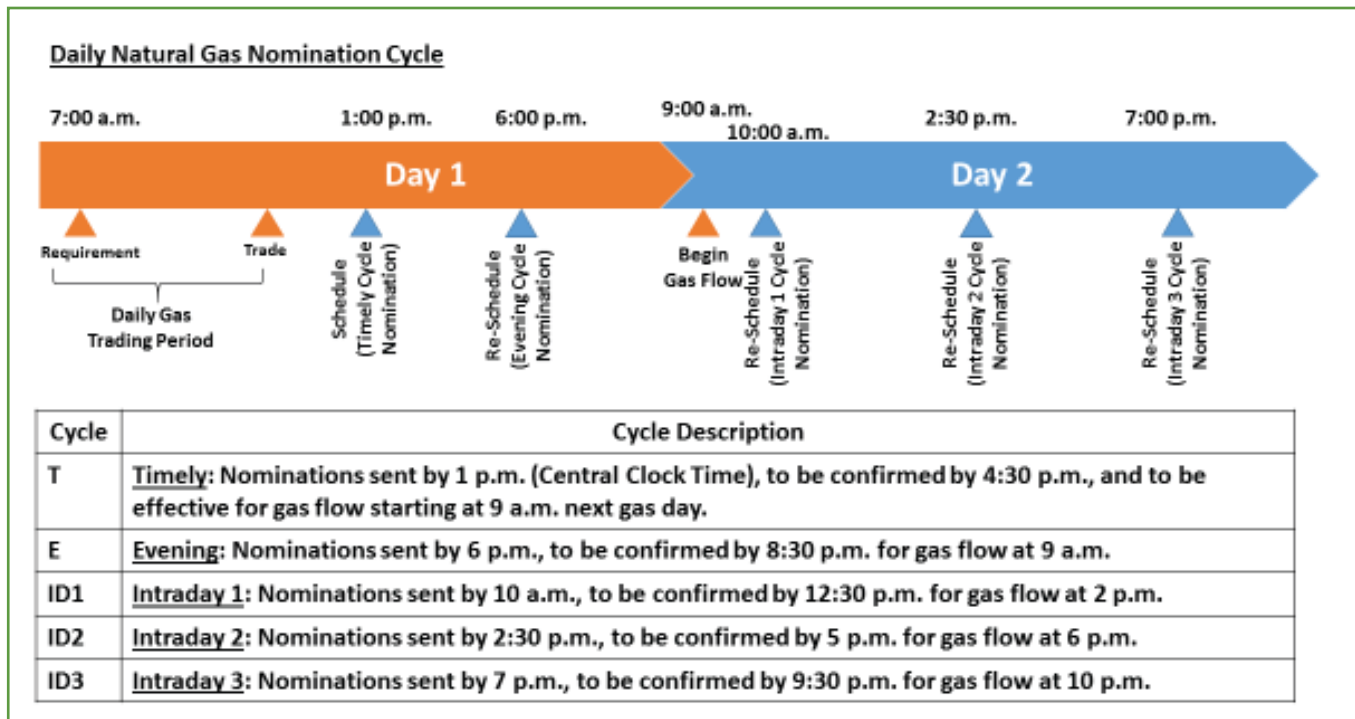 Daily Natural Gas Nomination Cycle
7:00 a.m.
1:00 p.m.
6:00 p.m.
9:00 a.m.
10:00 a.m.
2:30 p.m.
7:00 p.m.
Day 1
Day 2
Requirement
Trade
Daily Gas
Trading Period
Schedule
(Timely Cycle
Nomination)
Re-Schedule
(Evening Cycle
Nomination)
Begin
Gas Flow
Re-Schedule
(Intraday 1 Cycle
Nomination)
Re-Schedule
(Intraday 2 Cycle
Nomination)
Re-Schedule
(Intraday 3 Cycle
Nomination)
Cycle Cycle Description
T Timely: Nominations sent by 1 p.m. (Central Clock Time), to be confirmed by 4:30 p.m., and to be
effective for gas flow starting at 9 a.m. next gas day.
E Evening: Nominations sent by 6 p.m., to be confirmed by 8:30 p.m. for gas flow at 9 a.m.
ID1 Intraday 1: Nominations sent by 10 a.m., to be confirmed by 12:30 p.m. for gas flow at 2 p.m.
ID2 Intraday 2: Nominations sent by 2:30 p.m., to be confirmed by 5 p.m. for gas flow at 6 p.m.
ID3 Intraday 3: Nominations sent by 7 p.m., to be confirmed by 9:30 p.m. for gas flow at 10 p.m.